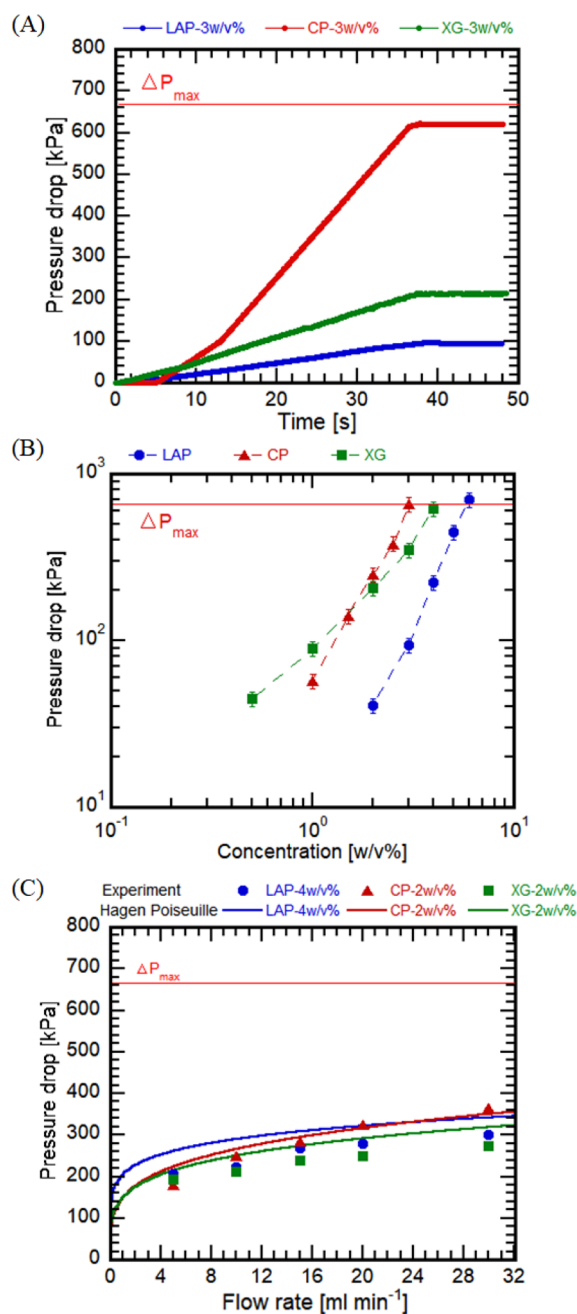 (A)
LAP-3w/v% CP-3w/v% XG-3w/v%
800
700
600
500
400
300
200
100
0
△P_max
Pressure drop [kPa]
0 10 20 30 40 50
Time [s]
(B)
LAP CP XG
10^3
10^2
10^1
△P_max
Pressure drop [kPa]
10^-1 10^0 10^1
Concentration [w/v%]
(C)
Experiment LAP-4w/v% CP-2w/v% XG-2w/v%
Hagen Poiseuille LAP-4w/v% CP-2w/v% XG-2w/v%
800
700
600
500
400
300
200
100
0
△P_max
Pressure drop [kPa]
0 4 8 12 16 20 24 28 32
Flow rate [ml min^-1]